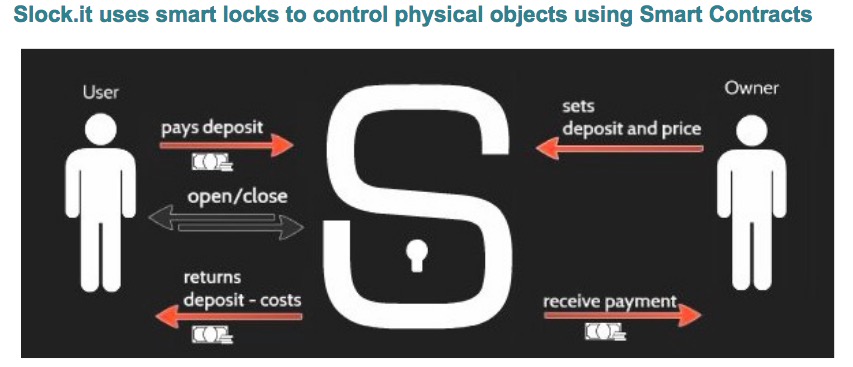 Slock.it uses smart locks to control physical objects using Smart Contracts
User
Owner
pays deposit
sets
deposit and price
open/close
returns
deposit - costs
receive payment